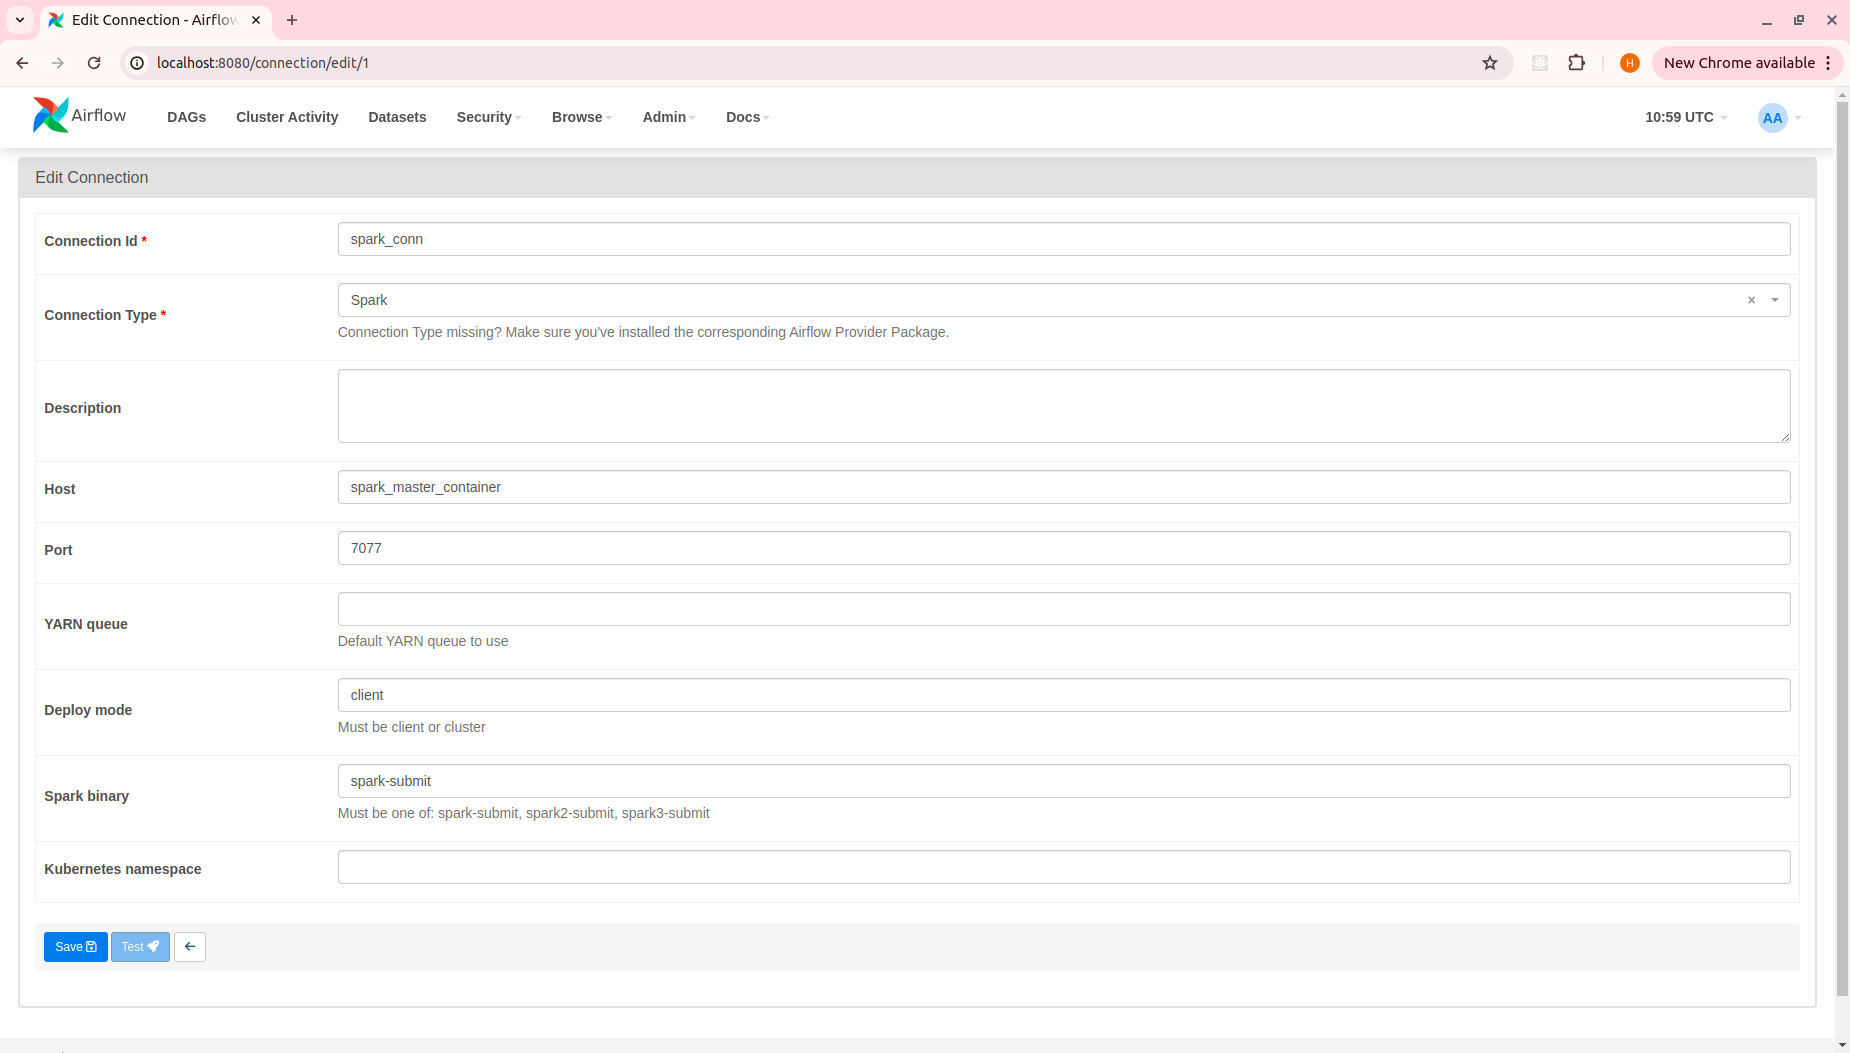 Edit Connection - Airflow
localhost:8080/connection/edit/1
H
New Chrome available
Airflow DAGs Cluster Activity Datasets Security Browse Admin Docs 10:59 UTC AA
Edit Connection
Connection Id * spark_conn
Connection Type * Spark
Connection Type missing? Make sure you've installed the corresponding Airflow Provider Package.
Description
Host spark_master_container
Port 7077
YARN queue
Default YARN queue to use
Deploy mode client
Must be client or cluster
Spark binary spark-submit
Must be one of: spark-submit, spark2-submit, spark3-submit
Kubernetes namespace
Save Test